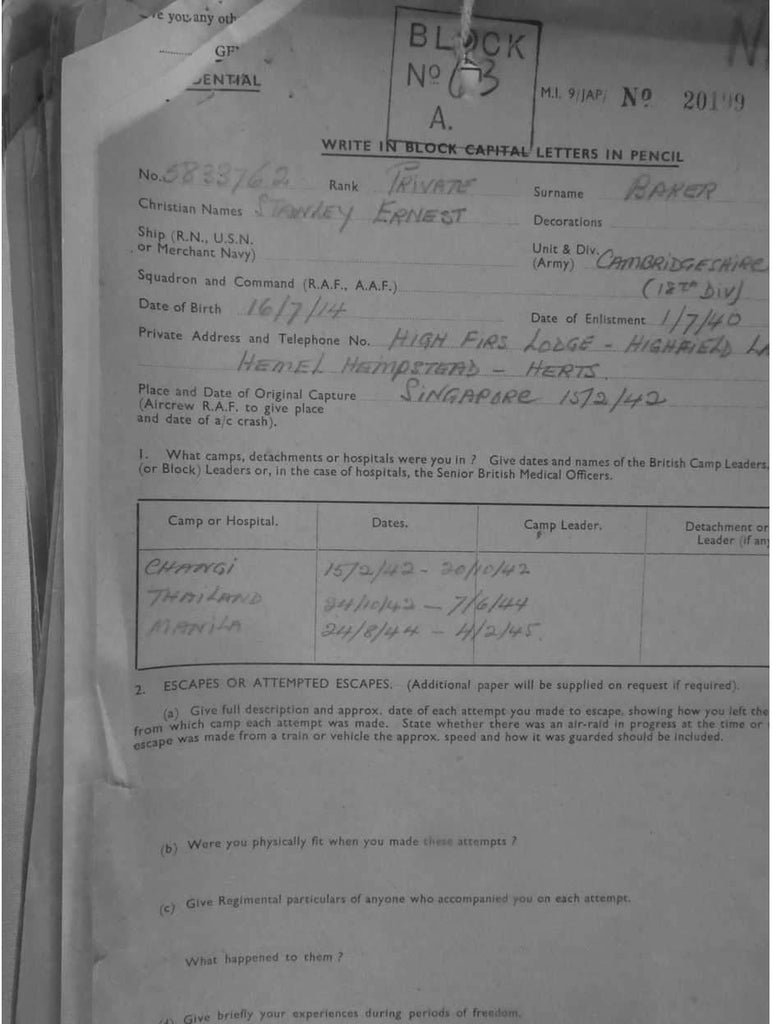 you any oth
GE
DENTIAL
BLOCK
No 63
A.
M.I. 9/JAP/ No 20199
WRITE IN BLOCK CAPITAL LETTERS IN PENCIL
No. 5833762 Rank PRIVATE Surname BAKER
Christian Names STANLEY ERNEST Decorations
Ship (R.N., U.S.N.
or Merchant Navy)
Unit & Div.
(Army) CAMBRIDGESHIRE
(18TH DIV)
Squadron and Command (R.A.F., A.A.F.)
Date of Birth 16/7/14 Date of Enlistment 1/7/40
Private Address and Telephone No. HIGH FIRS LODGE - HIGHFIELD LA
HEMEL HEMPSTEAD - HERTS.
Place and Date of Original Capture SINGAPORE 15/2/42
(Aircrew R.A.F. to give place
and date of a/c crash).
1. What camps, detachments or hospitals were you in ? Give dates and names of the British Camp Leaders,
(or Block) Leaders or, in the case of hospitals, the Senior British Medical Officers.
Camp or Hospital. Dates. Camp Leader. Detachment or
Leader (if any
CHANGI 15/2/42 - 20/10/42
THAILAND 24/10/42 - 7/6/44
MANILA 24/8/44 - 4/2/45.
2. ESCAPES OR ATTEMPTED ESCAPES. (Additional paper will be supplied on request if required).
(a) Give full description and approx. date of each attempt you made to escape, showing how you left the
from which camp each attempt was made. State whether there was an air-raid in progress at the time or
escape was made from a train or vehicle the approx. speed and how it was guarded should be included.
(b) Were you physically fit when you made these attempts ?
(c) Give Regimental particulars of anyone who accompanied you on each attempt.
What happened to them ?
Give briefly your experiences during periods of freedom.